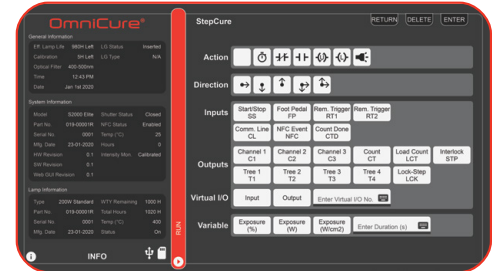 OmniCure®
General Information
Eff. Lamp Life 980H Left LG Status Inserted
Calibration 0H Left LG Type N/A
Optical Filter 400-500nm
Time 12:43 PM
Date Jan 1st 2020
System Information
Model S2000 Elite Shutter Status Closed
Part No. 019-00001R NFC Status Enabled
Serial No 0001 Temp (°C) 25
Mfg. Date 23-01-2020 Hours 0
HW Revision 0.1 Intensity Mon Calibrated
SW Revision 0.1
Web GUI Revision 0.1
Lamp Information
Type 200W Standard WTY Remaining 1000 H
Part No. 019-00091R Total Hours 1020 H
Serial No 0001 Temp (°C) 400
Mfg. Date 23-01-2020 Status On
INFO
RUN
StepCure
RETURN DELETE ENTER
Action
Direction
Inputs
Start/Stop SS
Foot Pedal FP
Rem. Trigger RT1
Rem. Trigger RT2
Comm. Line CL
NFC Event NFC
Count Done CTD
Outputs
Channel 1 C1
Channel 2 C2
Channel 3 C3
Count CT
Load Count LCT
Interlock STP
Tree 1 T1
Tree 2 T2
Tree 3 T3
Tree 4 T4
Lock-Step LCK
Virtual I/O
Input
Output
Enter Virtual I/O No.
Variable
Exposure (%)
Exposure (W)
Exposure (W/cm2)
Enter Duration (s)